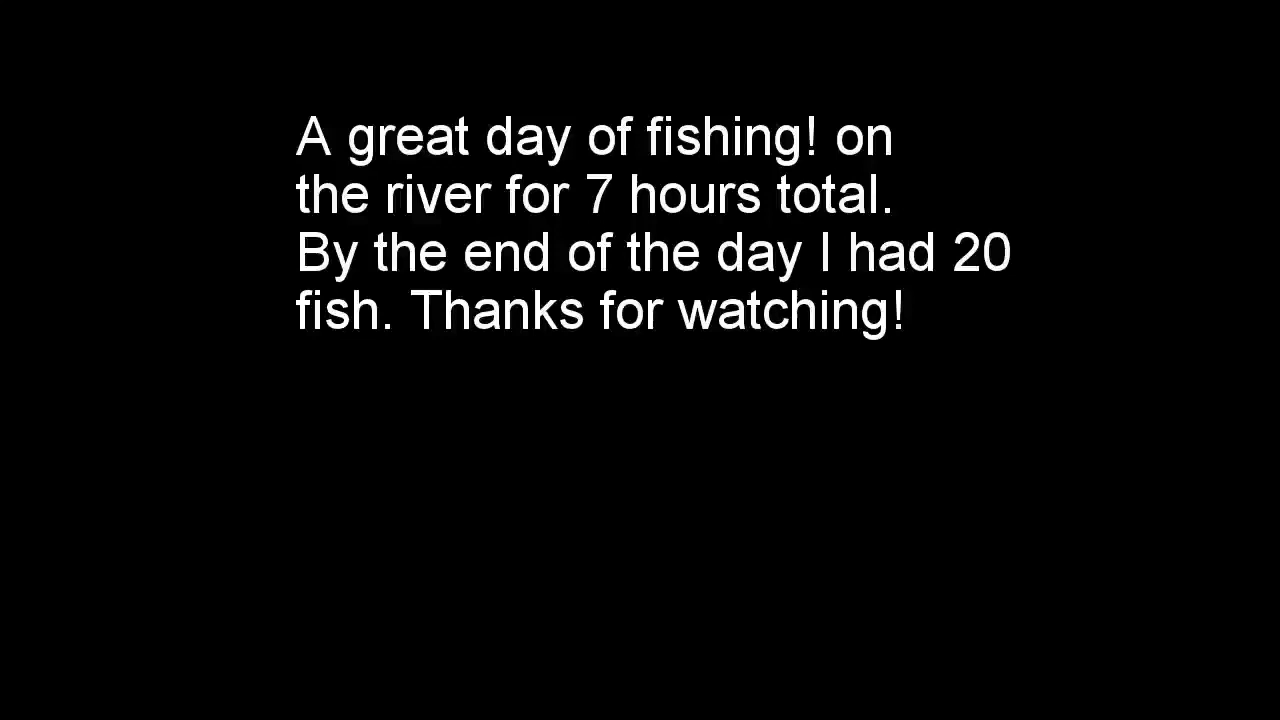 A great day of fishing! on
the river for 7 hours total.
By the end of the day I had 20
fish. Thanks for watching!